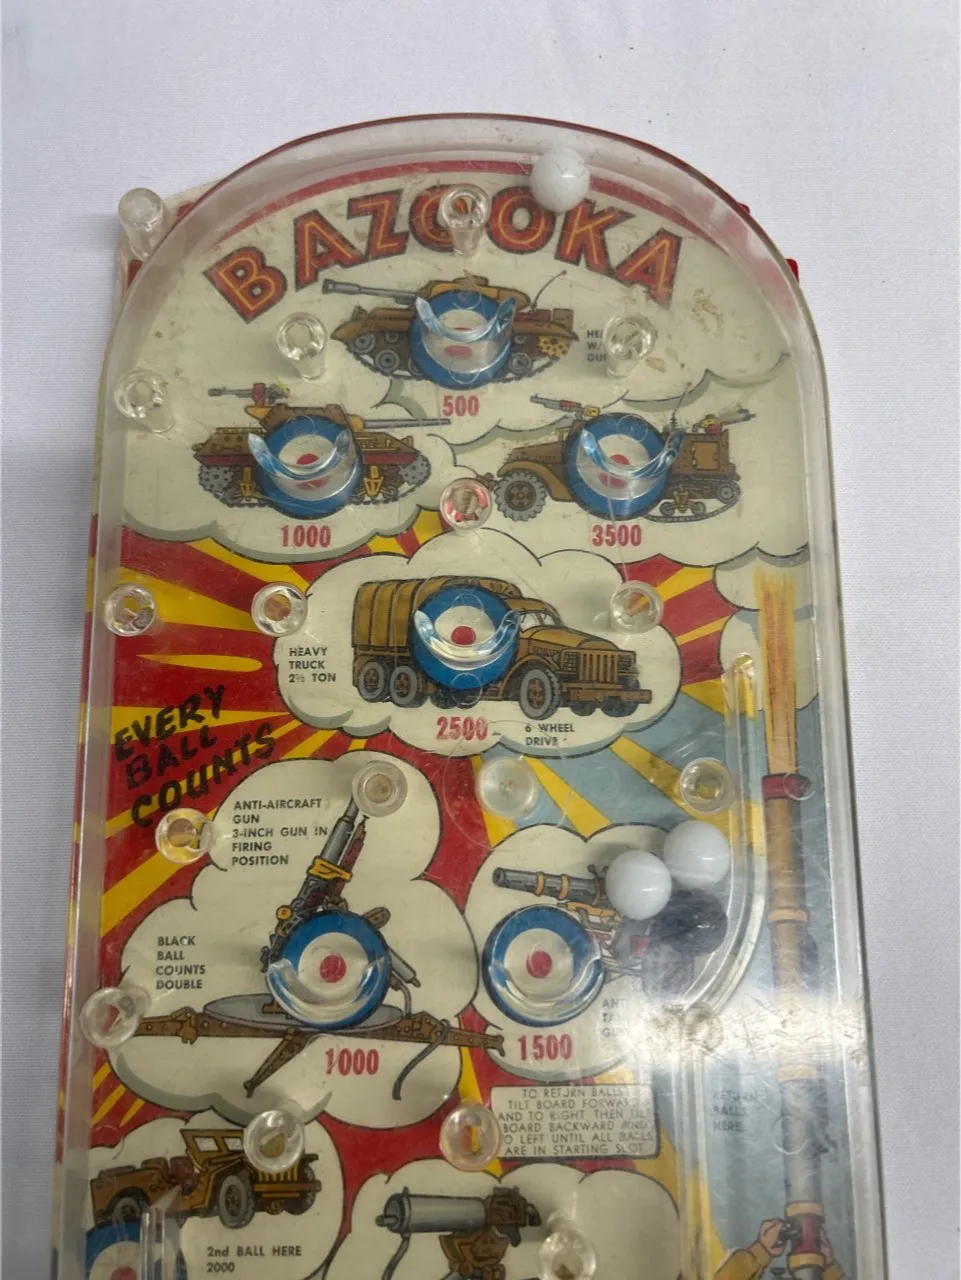 BAZOOKA
500
1000
3500
HEAVY
TRUCK
2½ TON
2500
6 WHEEL
DRIVE
EVERY
BALL
COUNTS
ANTI-AIRCRAFT
GUN
3-INCH GUN IN
FIRING
POSITION
BLACK
BALL
COUNTS
DOUBLE
1000
1500
TO RETURN BALLS
TILT BOARD FORWARD
AND TO RIGHT THEN TILT
BOARD BACKWARD AND
TO LEFT UNTIL ALL BALLS
ARE IN STARTING SLOT
RETURN
BALLS
HERE
2nd BALL HERE
2000